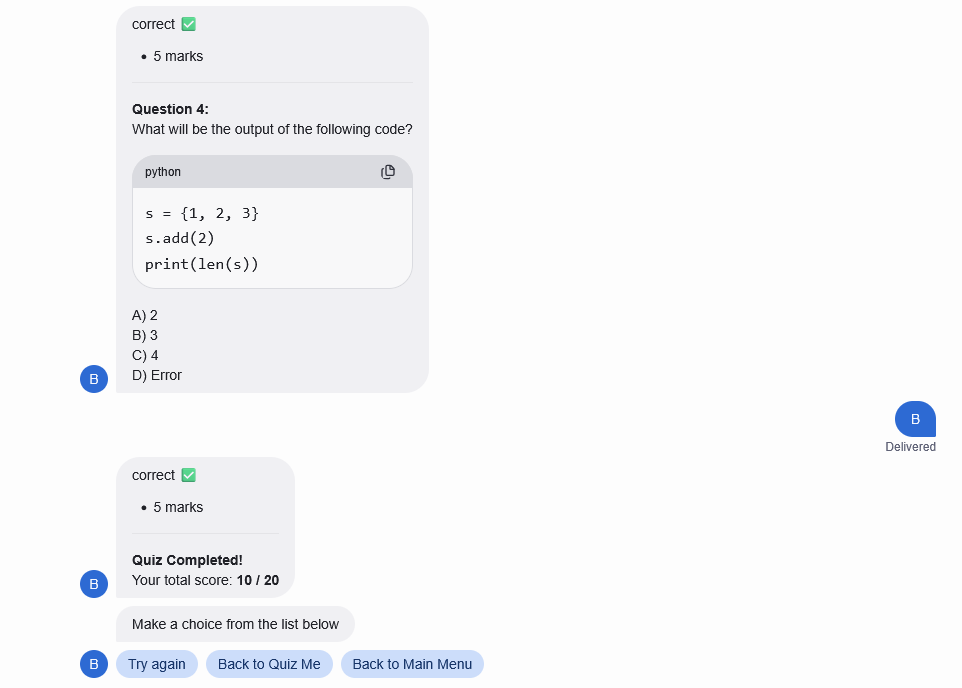 correct ✅
• 5 marks
Question 4:
What will be the output of the following code?
python
s = {1, 2, 3}
s.add(2)
print(len(s))
A) 2
B) 3
C) 4
D) Error
B
B
Delivered
correct ✅
• 5 marks
Quiz Completed!
Your total score: 10 / 20
B
Make a choice from the list below
B
Try again
Back to Quiz Me
Back to Main Menu